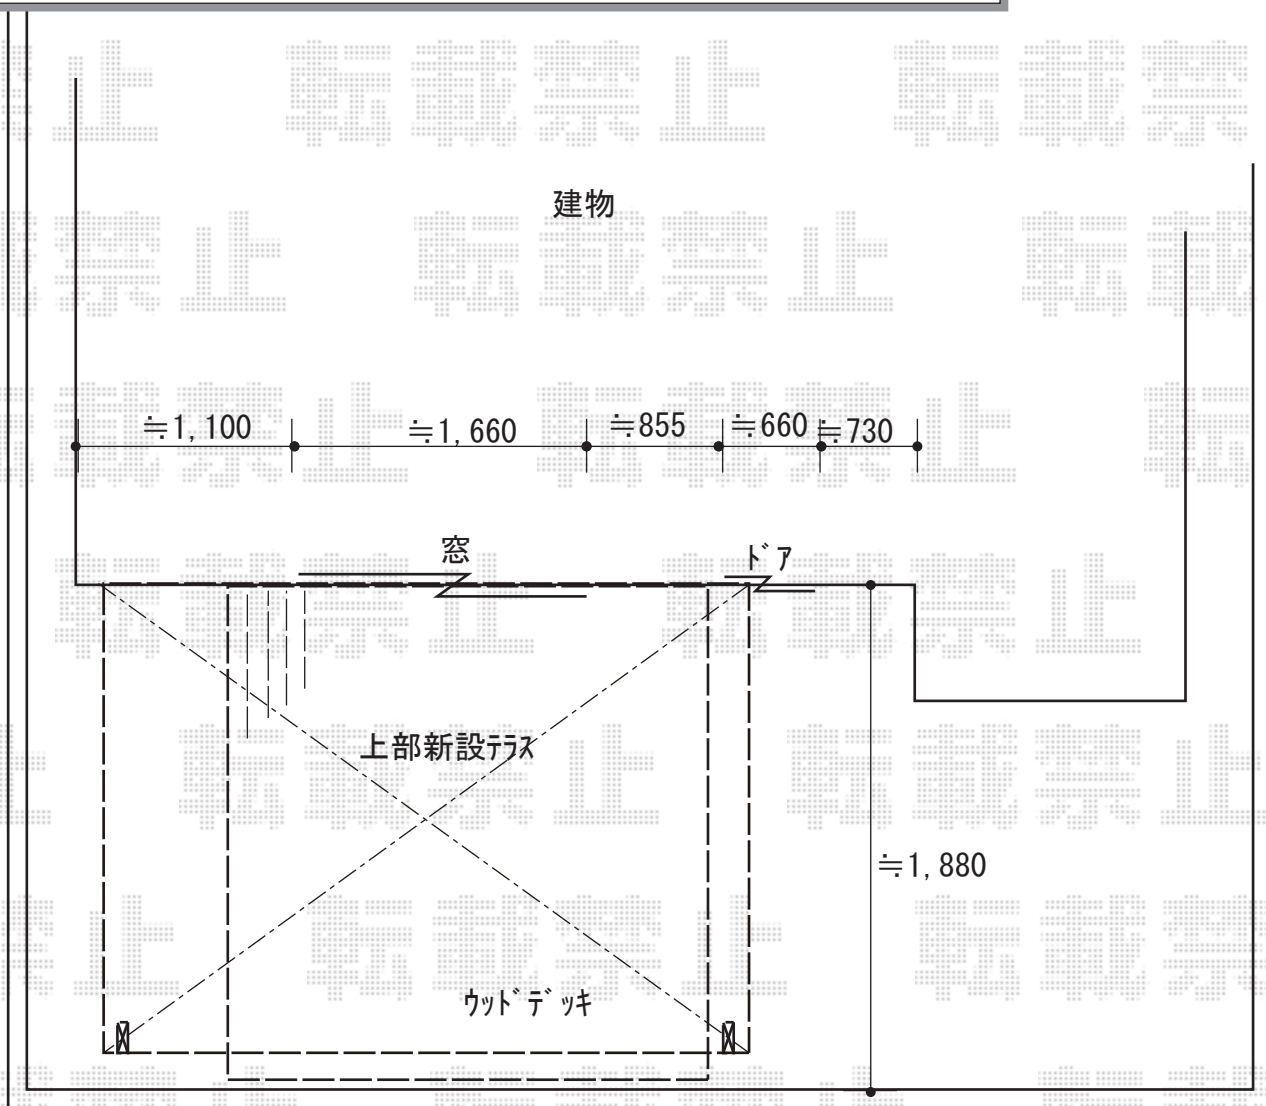 転載禁止
建物
≒1,100
≒1,660
≒855
≒660
≒730
窓
ﾄﾞｱ
上部新設ﾃﾗｽ
≒1,880
ｳｯﾄﾞﾃﾞｯｷ